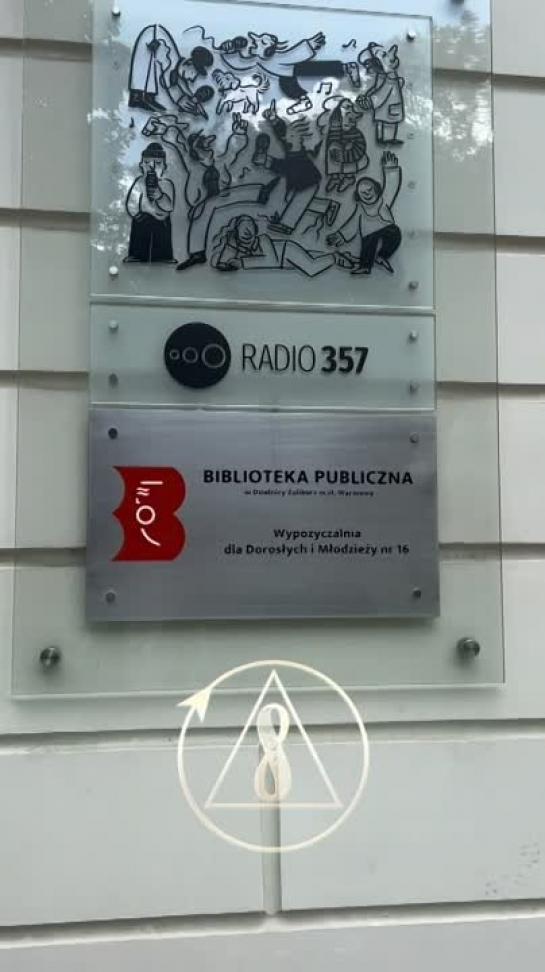 RADIO 357
BIBLIOTEKA PUBLICZNA
w Dzielnicy Żoliborz m.st. Warszawy
Wypożyczalnia
dla Dorosłych i Młodzieży nr 16